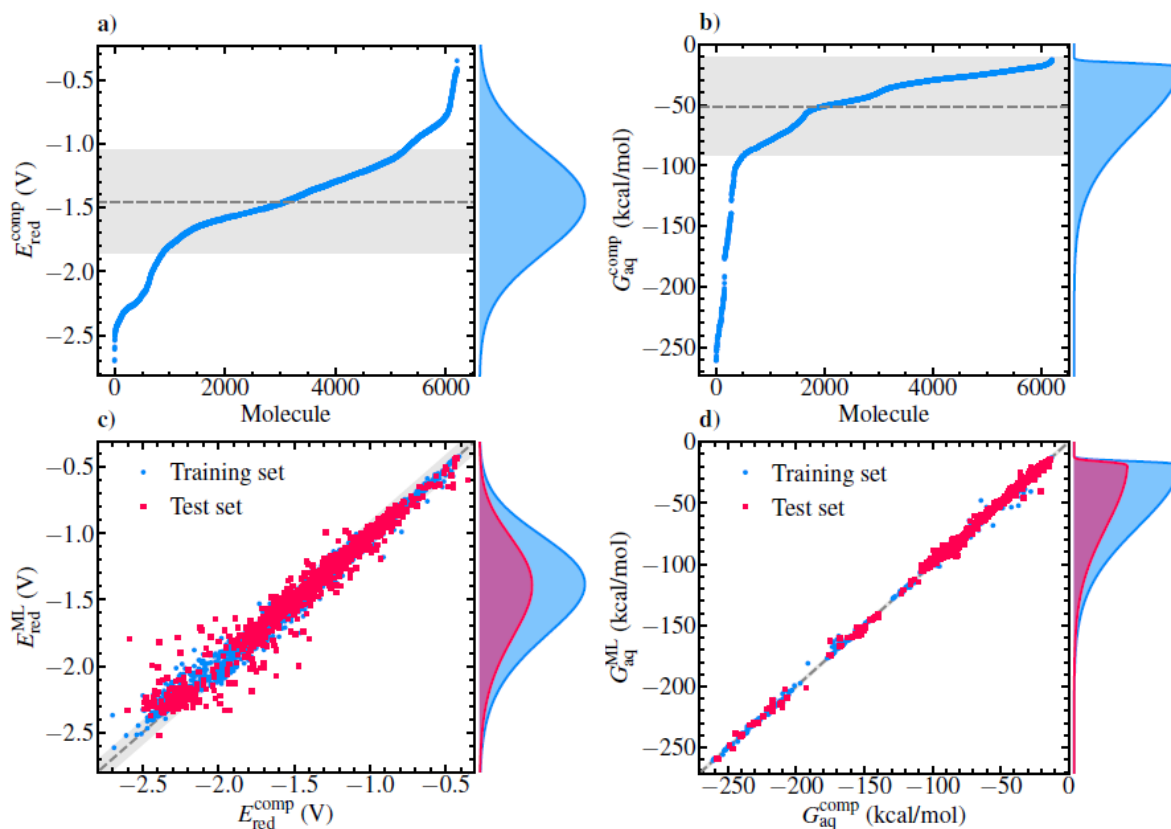 a)
−0.5
−1.0
−1.5
−2.0
−2.5
E_red^comp (V)
0 2000 4000 6000
Molecule
b)
0
−50
−100
−150
−200
−250
G_aq^comp (kcal/mol)
0 2000 4000 6000
Molecule
c)
−0.5
−1.0
−1.5
−2.0
−2.5
E_red^ML (V)
Training set
Test set
−2.5 −2.0 −1.5 −1.0 −0.5
E_red^comp (V)
d)
0
−50
−100
−150
−200
−250
G_aq^ML (kcal/mol)
Training set
Test set
−250 −200 −150 −100 −50 0
G_aq^comp (kcal/mol)